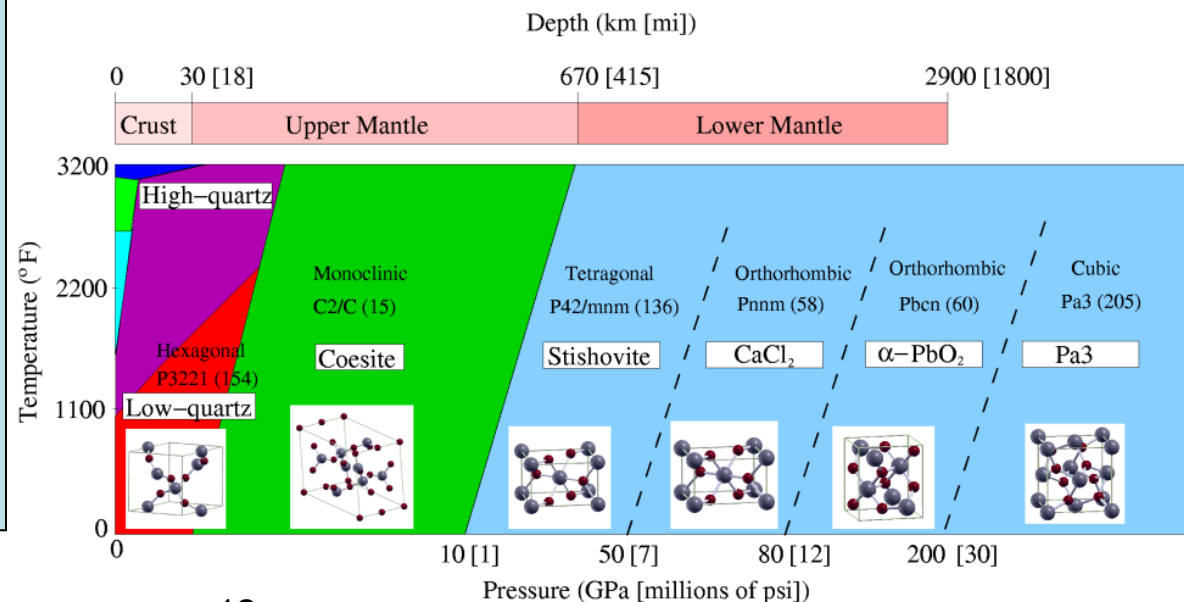 Depth (km [mi])
0 30 [18] 670 [415] 2900 [1800]
Crust Upper Mantle Lower Mantle
Temperature (° F)
3200
2200
1100
0
High−quartz
Hexagonal
P3221 (154)
Low−quartz
Monoclinic
C2/C (15)
Coesite
Tetragonal
P42/mnm (136)
Stishovite
Orthorhombic
Pnnm (58)
CaCl₂
Orthorhombic
Pbcn (60)
α−PbO₂
Cubic
Pa3 (205)
Pa3
0 10 [1] 50 [7] 80 [12] 200 [30]
Pressure (GPa [millions of psi])